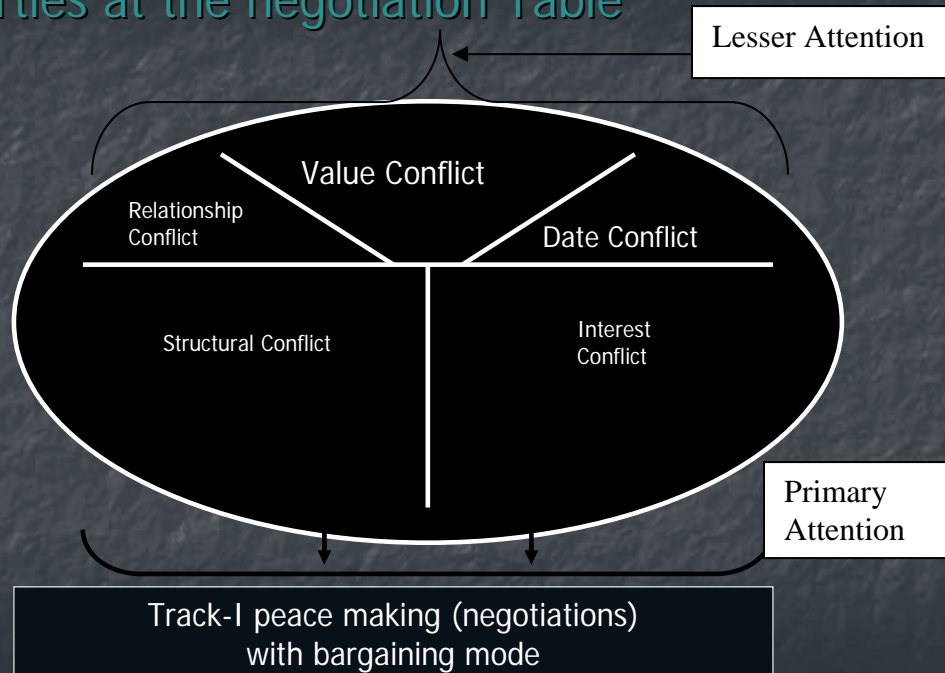 at the negotiation Table
Lesser Attention
Value Conflict
Relationship
Conflict
Date Conflict
Structural Conflict
Interest
Conflict
Primary
Attention
Track-I peace making (negotiations)
with bargaining mode